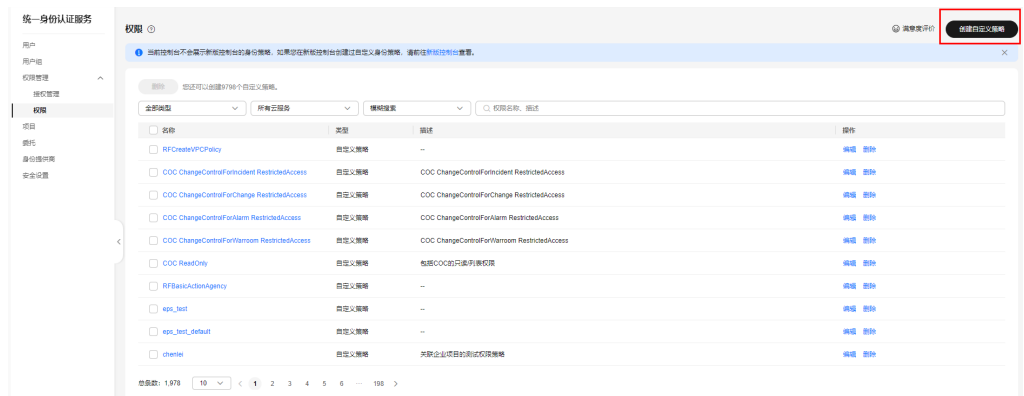 统一身份认证服务
用户
用户组
权限管理
授权管理
权限
项目
委托
身份提供商
安全设置
权限
满意度评价
创建自定义策略
当前控制台不会展示新版控制台的身份策略，如果您在新版控制台创建过自定义身份策略，请前往新版控制台查看。
删除 您还可以创建9798个自定义策略。
全部类型 所有云服务 模糊搜索 权限名称、描述
名称 类型 描述 操作
RFCreateVPCPolicy 自定义策略 -- 编辑 删除
COC ChangeControlForIncident RestrictedAccess 自定义策略 COC ChangeControlForIncident RestrictedAccess 编辑 删除
COC ChangeControlForChange RestrictedAccess 自定义策略 COC ChangeControlForChange RestrictedAccess 编辑 删除
COC ChangeControlForAlarm RestrictedAccess 自定义策略 COC ChangeControlForAlarm RestrictedAccess 编辑 删除
COC ChangeControlForWarroom RestrictedAccess 自定义策略 COC ChangeControlForWarroom RestrictedAccess 编辑 删除
COC ReadOnly 自定义策略 包括COC的只读/列表权限 编辑 删除
RFBasicActionAgency 自定义策略 -- 编辑 删除
eps_test 自定义策略 -- 编辑 删除
eps_test_default 自定义策略 -- 编辑 删除
chenlei 自定义策略 关联企业项目的测试权限策略 编辑 删除
总条数：1,978 10 < 1 2 3 4 5 6 ··· 198 >